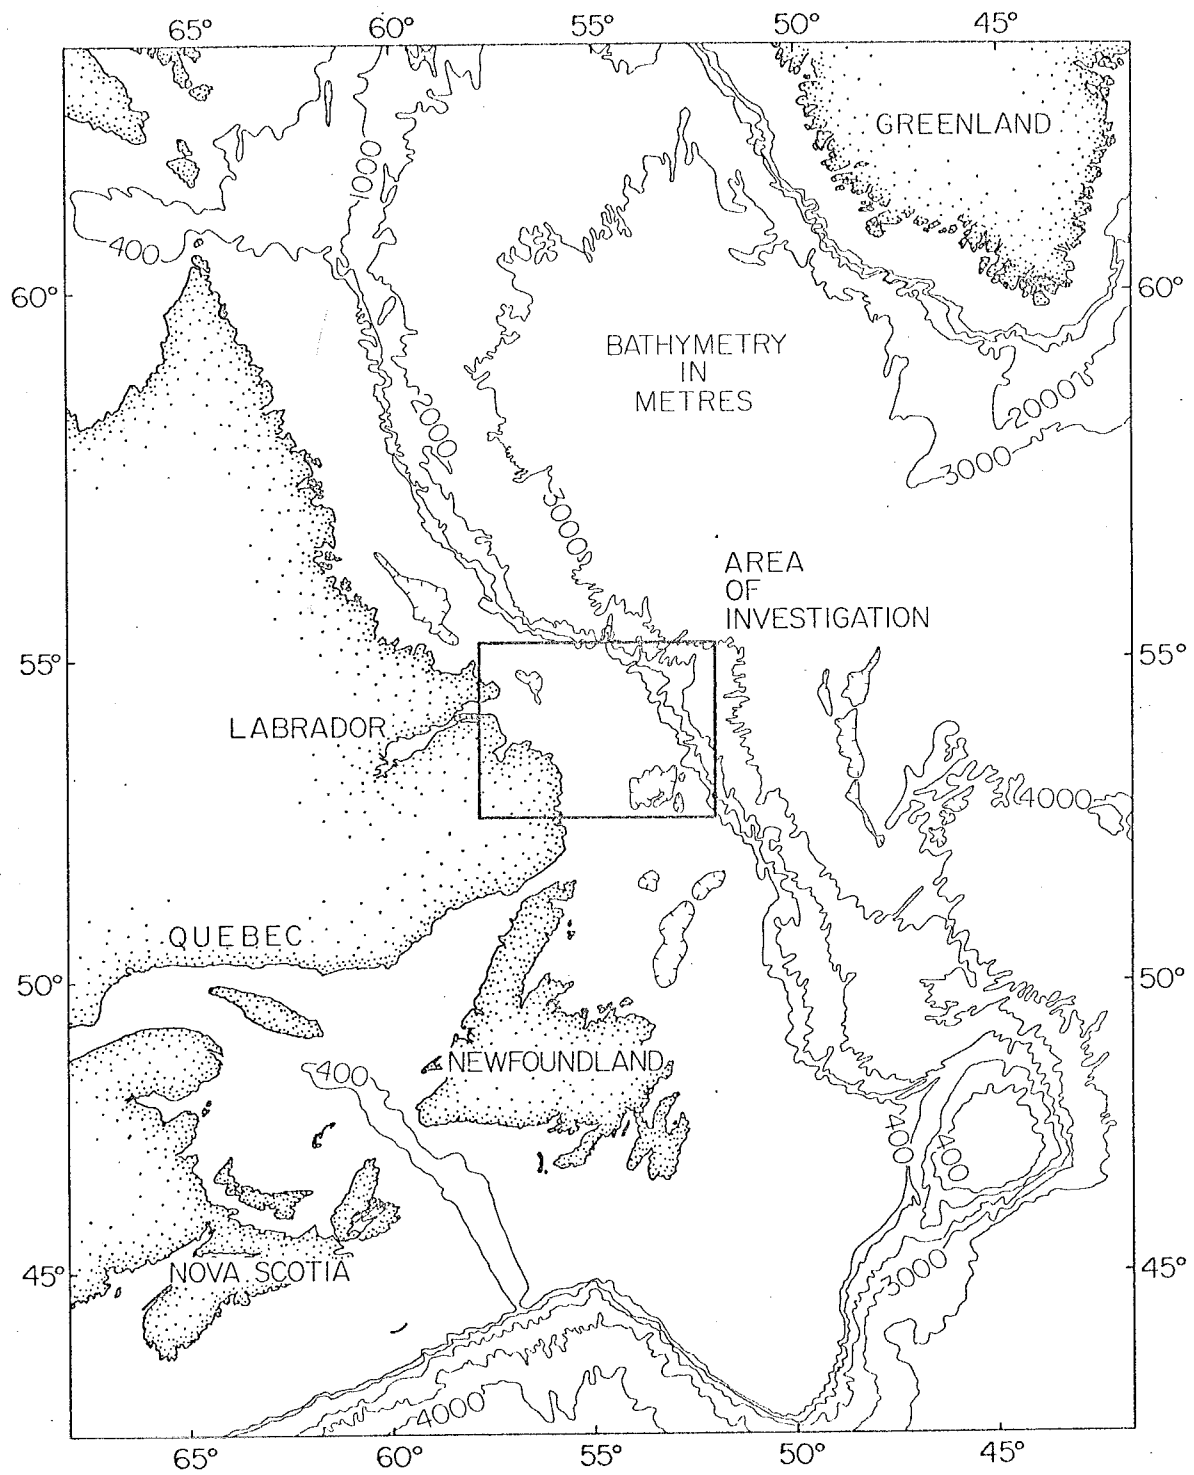 65° 60° 55° 50° 45°
GREENLAND
1000
400
60° 60°
BATHYMETRY
IN
METRES
2000
2000
3000
3000
AREA
OF
INVESTIGATION
55° 55°
LABRADOR
4000
QUEBEC
50° 50°
NEWFOUNDLAND
400
400
400
45° 45°
NOVA SCOTIA
3000
4000
65° 60° 55° 50° 45°